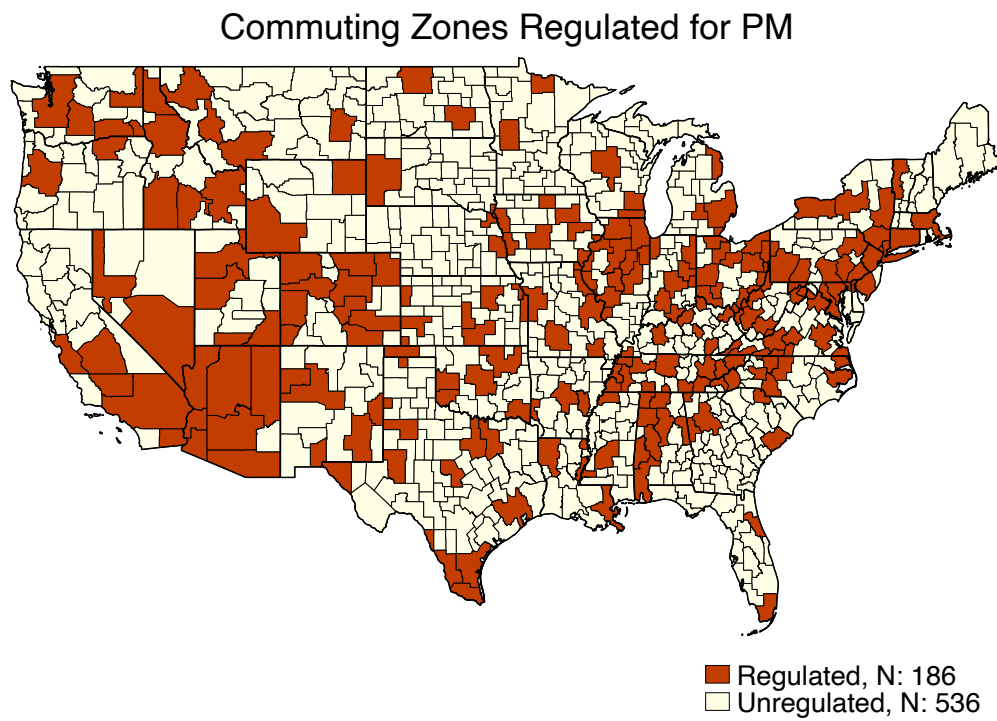 Commuting Zones Regulated for PM
Regulated, N: 186
Unregulated, N: 536